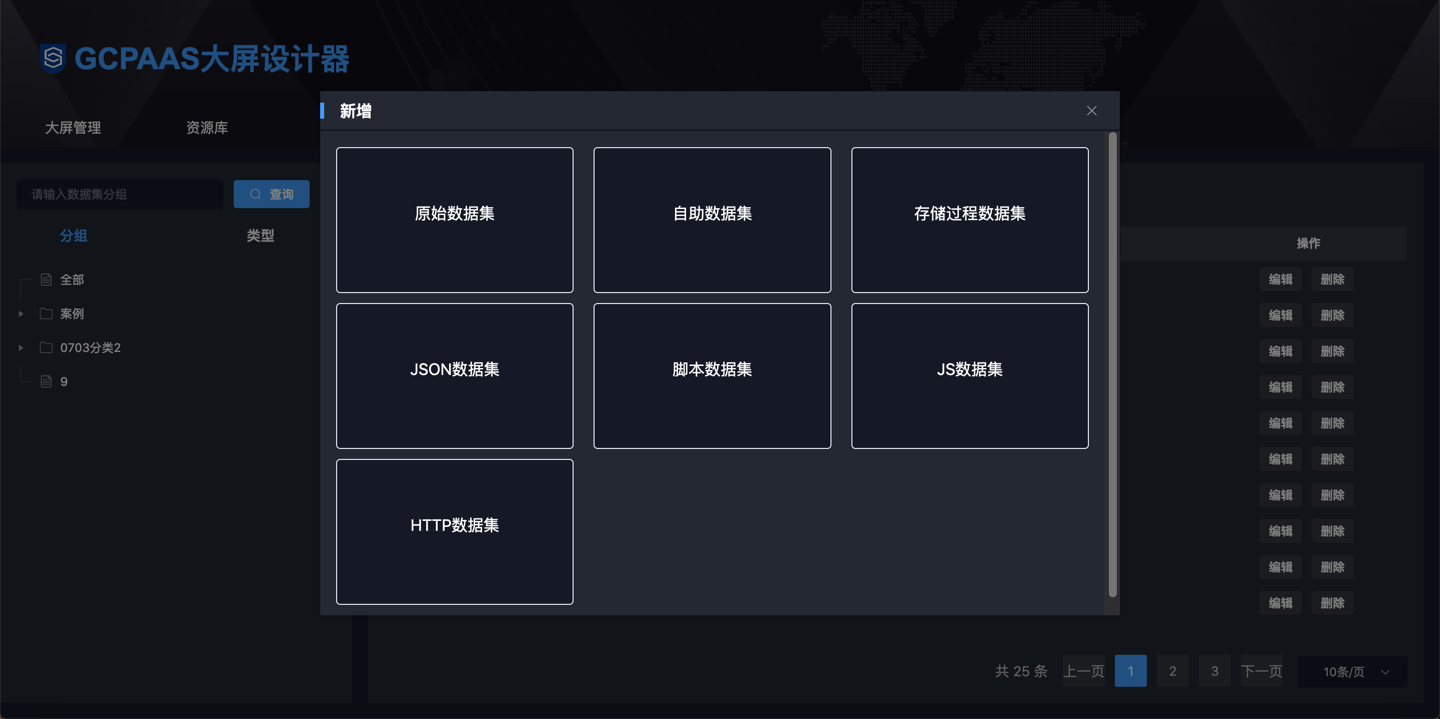 GCPAAS大屏设计器
大屏管理
资源库
请输入数据集分组
查询
分组
类型
全部
案例
0703分类2
9
新增
原始数据集
自助数据集
存储过程数据集
JSON数据集
脚本数据集
JS数据集
HTTP数据集
操作
编辑 删除
编辑 删除
编辑 删除
编辑 删除
编辑 删除
编辑 删除
编辑 删除
编辑 删除
编辑 删除
编辑 删除
共 25 条 上一页 1 2 3 下一页 10条/页